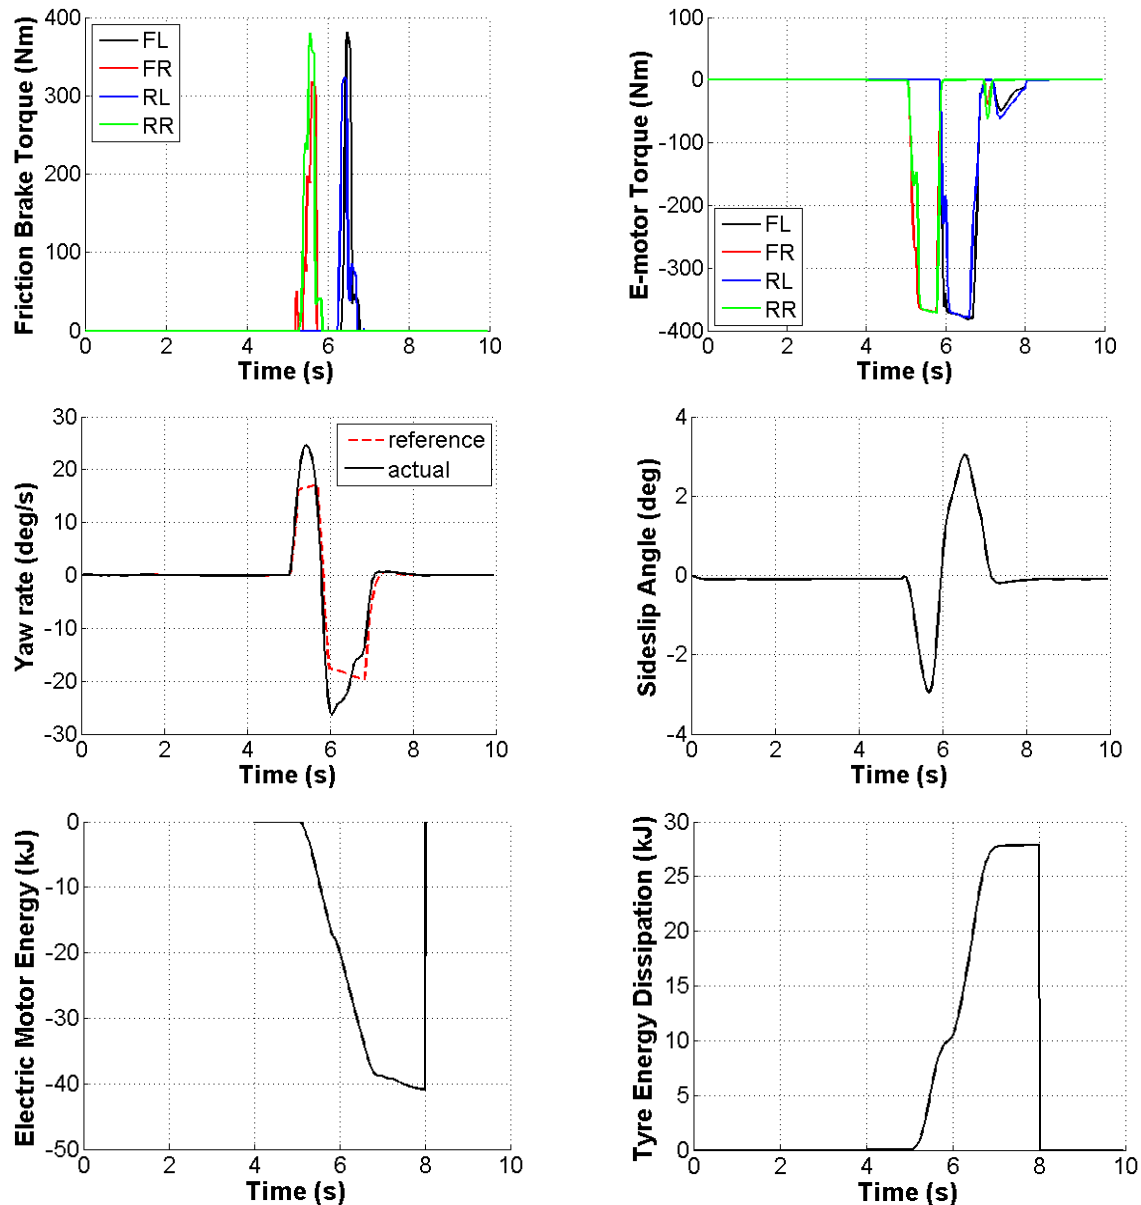 Friction Brake Torque (Nm)
400
300
200
100
0
FL
FR
RL
RR
0 2 4 6 8 10
Time (s)
E-motor Torque (Nm)
100
0
-100
-200
-300
-400
FL
FR
RL
RR
0 2 4 6 8 10
Time (s)
Yaw rate (deg/s)
30
20
10
0
-10
-20
-30
reference
actual
0 2 4 6 8 10
Time (s)
Sideslip Angle (deg)
4
2
0
-2
-4
0 2 4 6 8 10
Time (s)
Electric Motor Energy (kJ)
0
-10
-20
-30
-40
-50
0 2 4 6 8 10
Time (s)
Tyre Energy Dissipation (kJ)
30
25
20
15
10
5
0
0 2 4 6 8 10
Time (s)